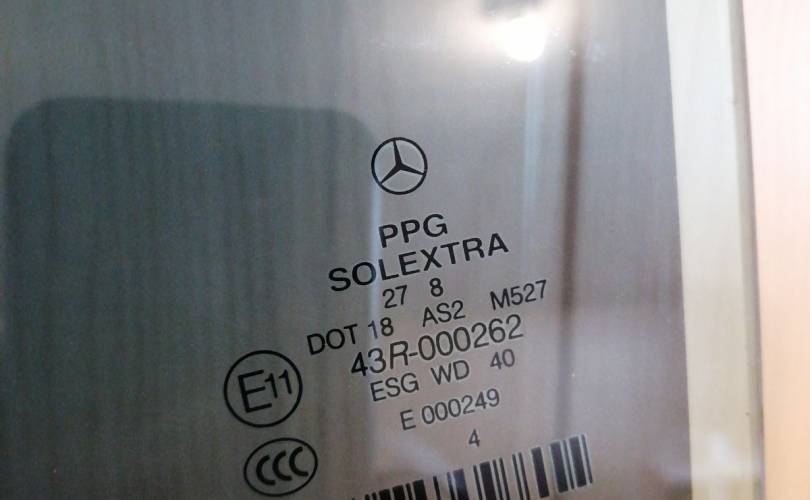 PPG
SOLEXTRA
27 8
DOT 18 AS2 M527
43R-000262
E11
ESG WD 40
E 000249
CCC
4